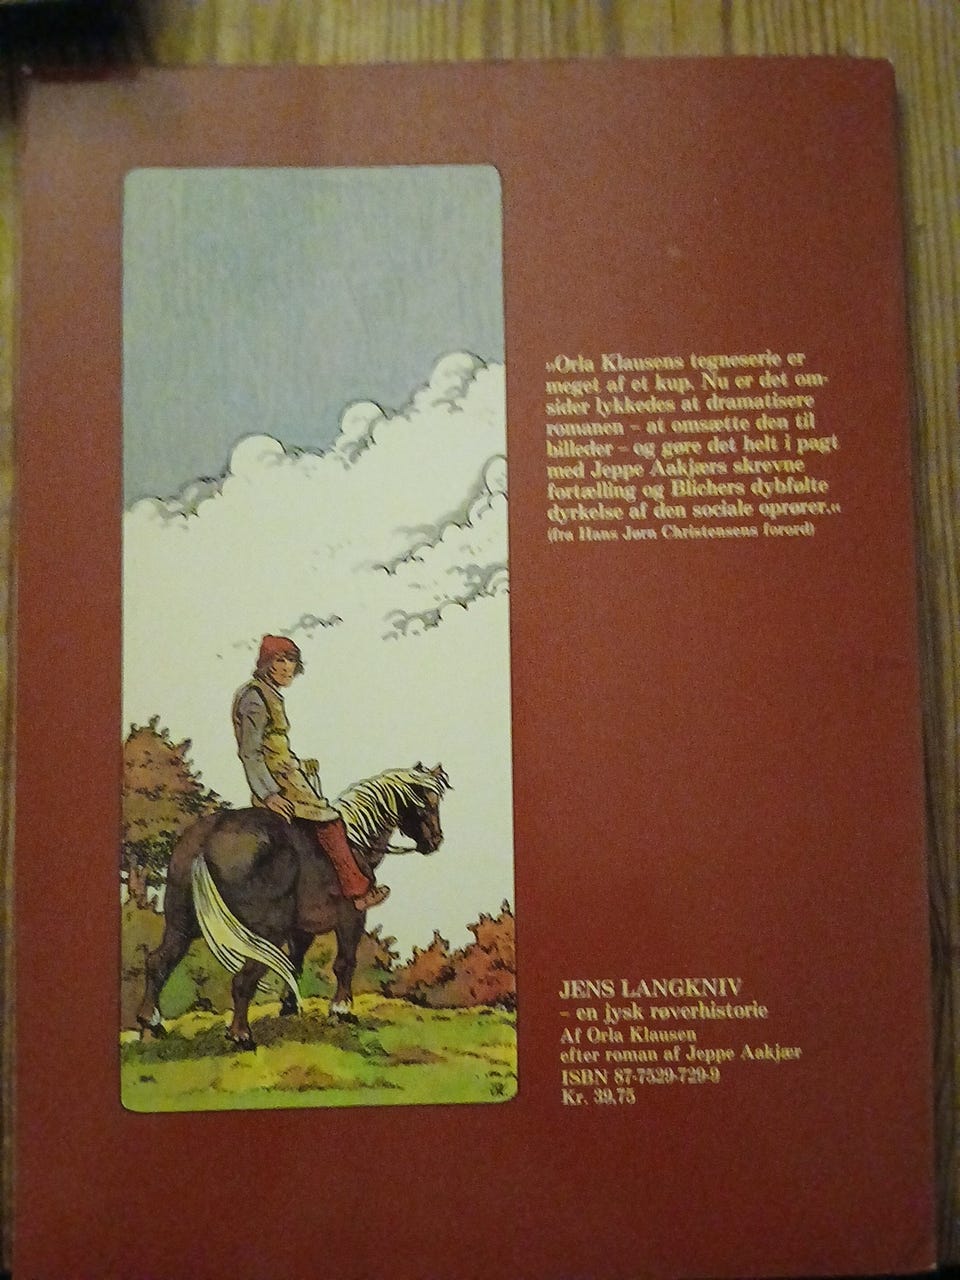 »Orla Klausens tegneserie er
meget af et kup. Nu er det om-
sider lykkedes at dramatisere
romanen – at omsætte den til
billeder – og gøre det helt i pagt
med Jeppe Aakjærs skrevne
fortælling og Blichers dybfølte
dyrkelse af den sociale oprører.«
(fra Hans Jørn Christensens forord)
JENS LANGKNIV
– en jysk røverhistorie
Af Orla Klausen
efter roman af Jeppe Aakjær
ISBN 87-7529-729-9
Kr. 39,75